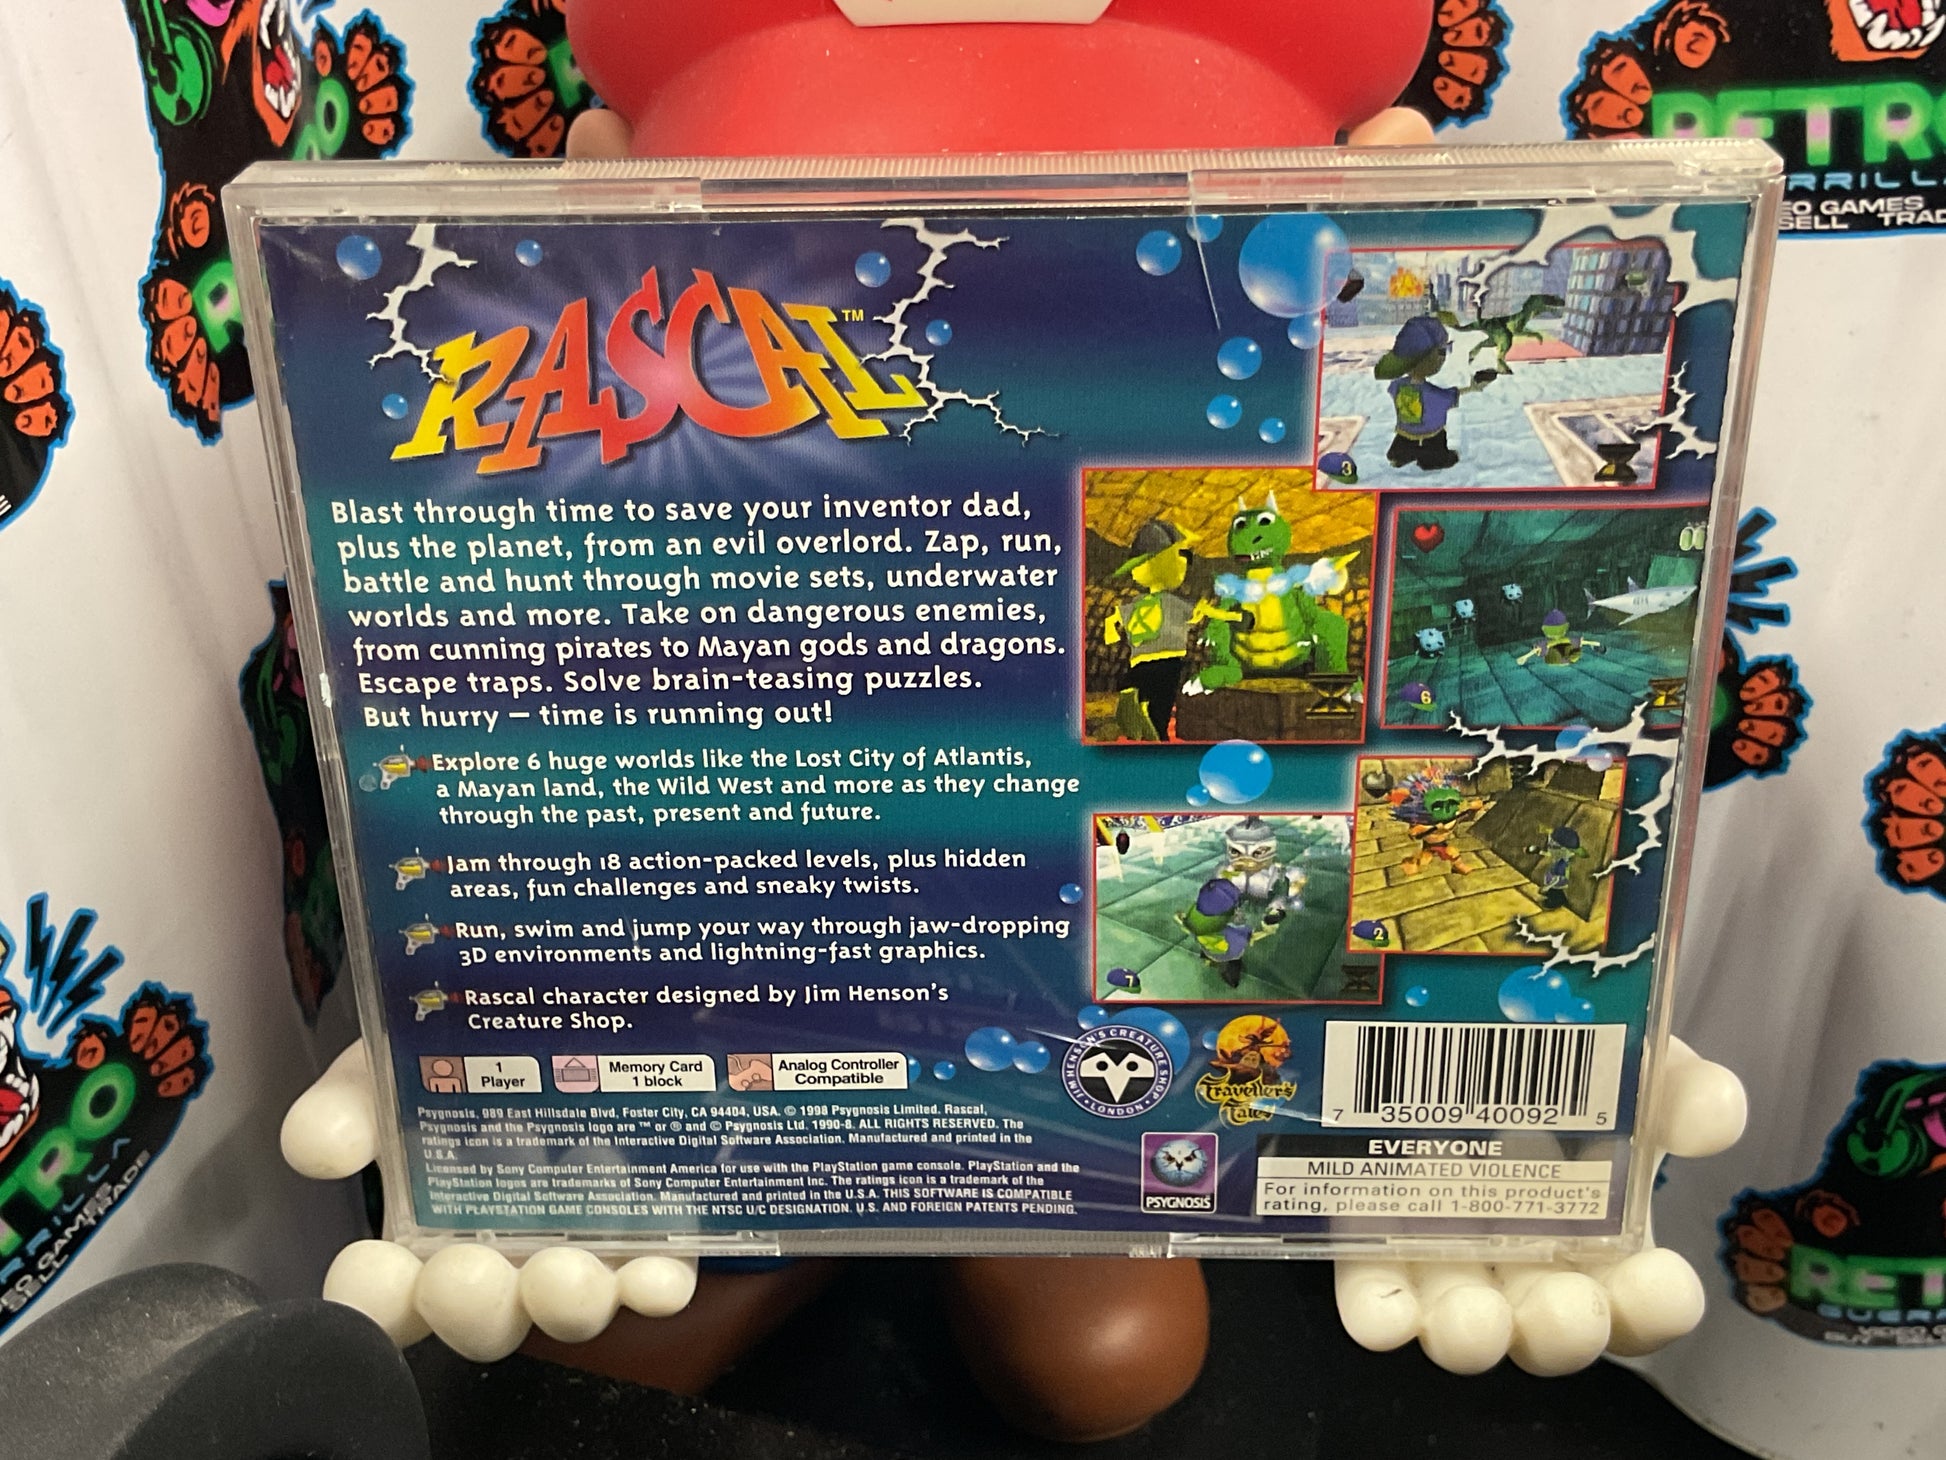 RASCAL™
Blast through time to save your inventor dad,
plus the planet, from an evil overlord. Zap, run,
battle and hunt through movie sets, underwater
worlds and more. Take on dangerous enemies,
from cunning pirates to Mayan gods and dragons.
Escape traps. Solve brain-teasing puzzles.
But hurry – time is running out!
Explore 6 huge worlds like the Lost City of Atlantis,
a Mayan land, the Wild West and more as they change
through the past, present and future.
Jam through 18 action-packed levels, plus hidden
areas, fun challenges and sneaky twists.
Run, swim and jump your way through jaw-dropping
3D environments and lightning-fast graphics.
Rascal character designed by Jim Henson's
Creature Shop.
3
6
2
7
1
Player
Memory Card
1 block
Analog Controller
Compatible
JIM HENSON'S CREATURE SHOP
• LONDON •
Traveller's
Tales
7 35009 40092 5
Psygnosis, 989 East Hillsdale Blvd, Foster City, CA 94404, USA. © 1998 Psygnosis Limited. Rascal,
Psygnosis and the Psygnosis logo are ™ or ® and © Psygnosis Ltd. 1990-8. ALL RIGHTS RESERVED. The
ratings icon is a trademark of the Interactive Digital Software Association. Manufactured and printed in the
U.S.A.
Licensed by Sony Computer Entertainment America for use with the PlayStation game console. PlayStation and the
PlayStation logos are trademarks of Sony Computer Entertainment Inc. The ratings icon is a trademark of the
Interactive Digital Software Association. Manufactured and printed in the U.S.A. THIS SOFTWARE IS COMPATIBLE
WITH PLAYSTATION GAME CONSOLES WITH THE NTSC U/C DESIGNATION. U.S. AND FOREIGN PATENTS PENDING.
PSYGNOSIS
EVERYONE
MILD ANIMATED VIOLENCE
For information on this product's
rating, please call 1-800-771-3772
RETRO
VIDEO GAMES
SELL TRADE